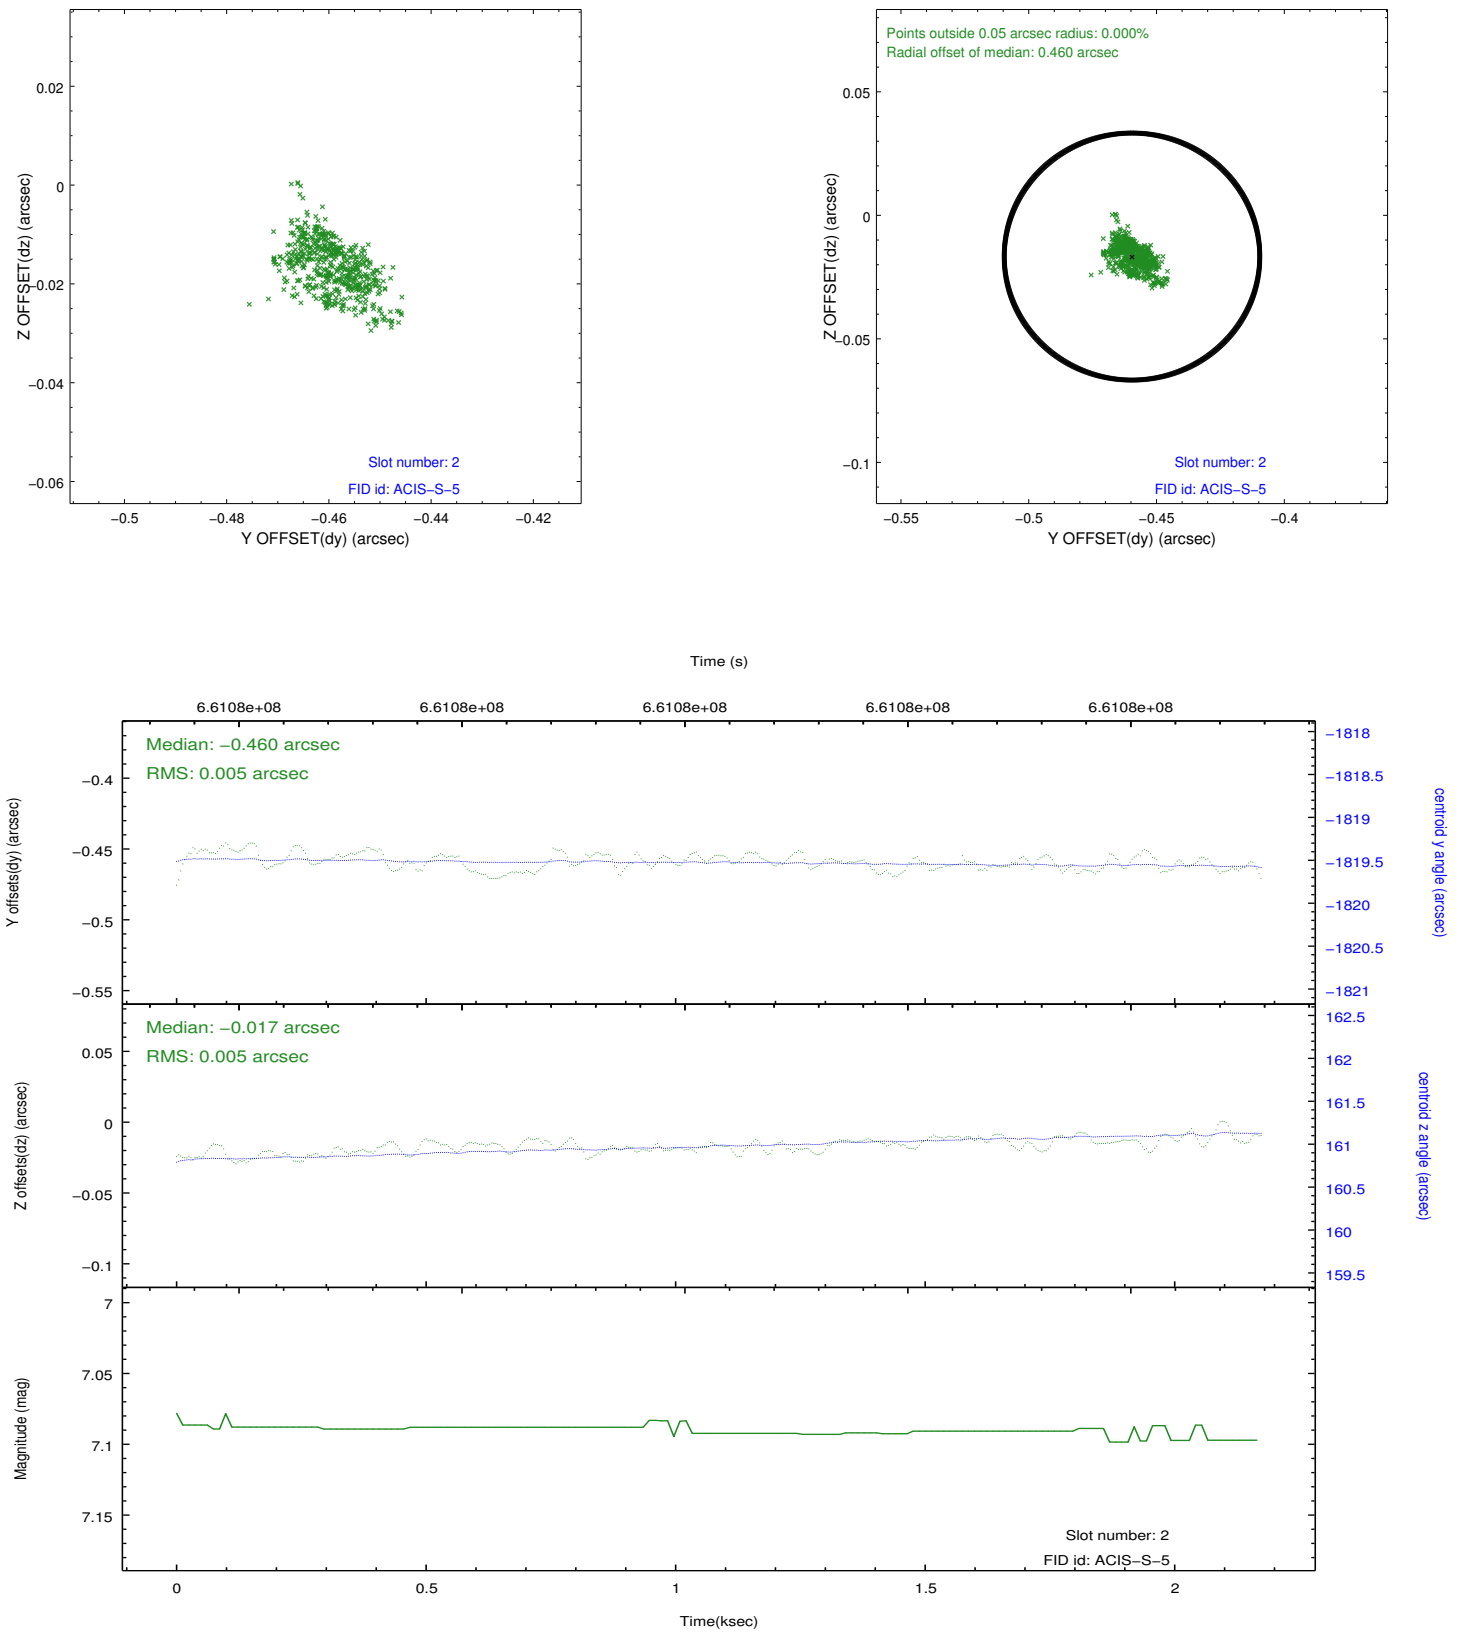 0.02
0
−0.02
−0.04
−0.06
Z OFFSET(dz) (arcsec)
Slot number: 2
FID id: ACIS−S−5
−0.5 −0.48 −0.46 −0.44 −0.42
Y OFFSET(dy) (arcsec)
Points outside 0.05 arcsec radius: 0.000%
Radial offset of median: 0.460 arcsec
0.05
0
−0.05
−0.1
Z OFFSET(dz) (arcsec)
Slot number: 2
FID id: ACIS−S−5
−0.55 −0.5 −0.45 −0.4
Y OFFSET(dy) (arcsec)
Time (s)
6.6108e+08 6.6108e+08 6.6108e+08 6.6108e+08 6.6108e+08
Median: −0.460 arcsec
RMS: 0.005 arcsec
−0.4
−0.45
−0.5
−0.55
Y offsets(dy) (arcsec)
−1818
−1818.5
−1819
−1819.5
−1820
−1820.5
−1821
centroid y angle (arcsec)
Median: −0.017 arcsec
RMS: 0.005 arcsec
0.05
0
−0.05
−0.1
Z offsets(dz) (arcsec)
162.5
162
161.5
161
160.5
160
159.5
centroid z angle (arcsec)
7
7.05
7.1
7.15
Magnitude (mag)
Slot number: 2
FID id: ACIS−S−5
0 0.5 1 1.5 2
Time(ksec)